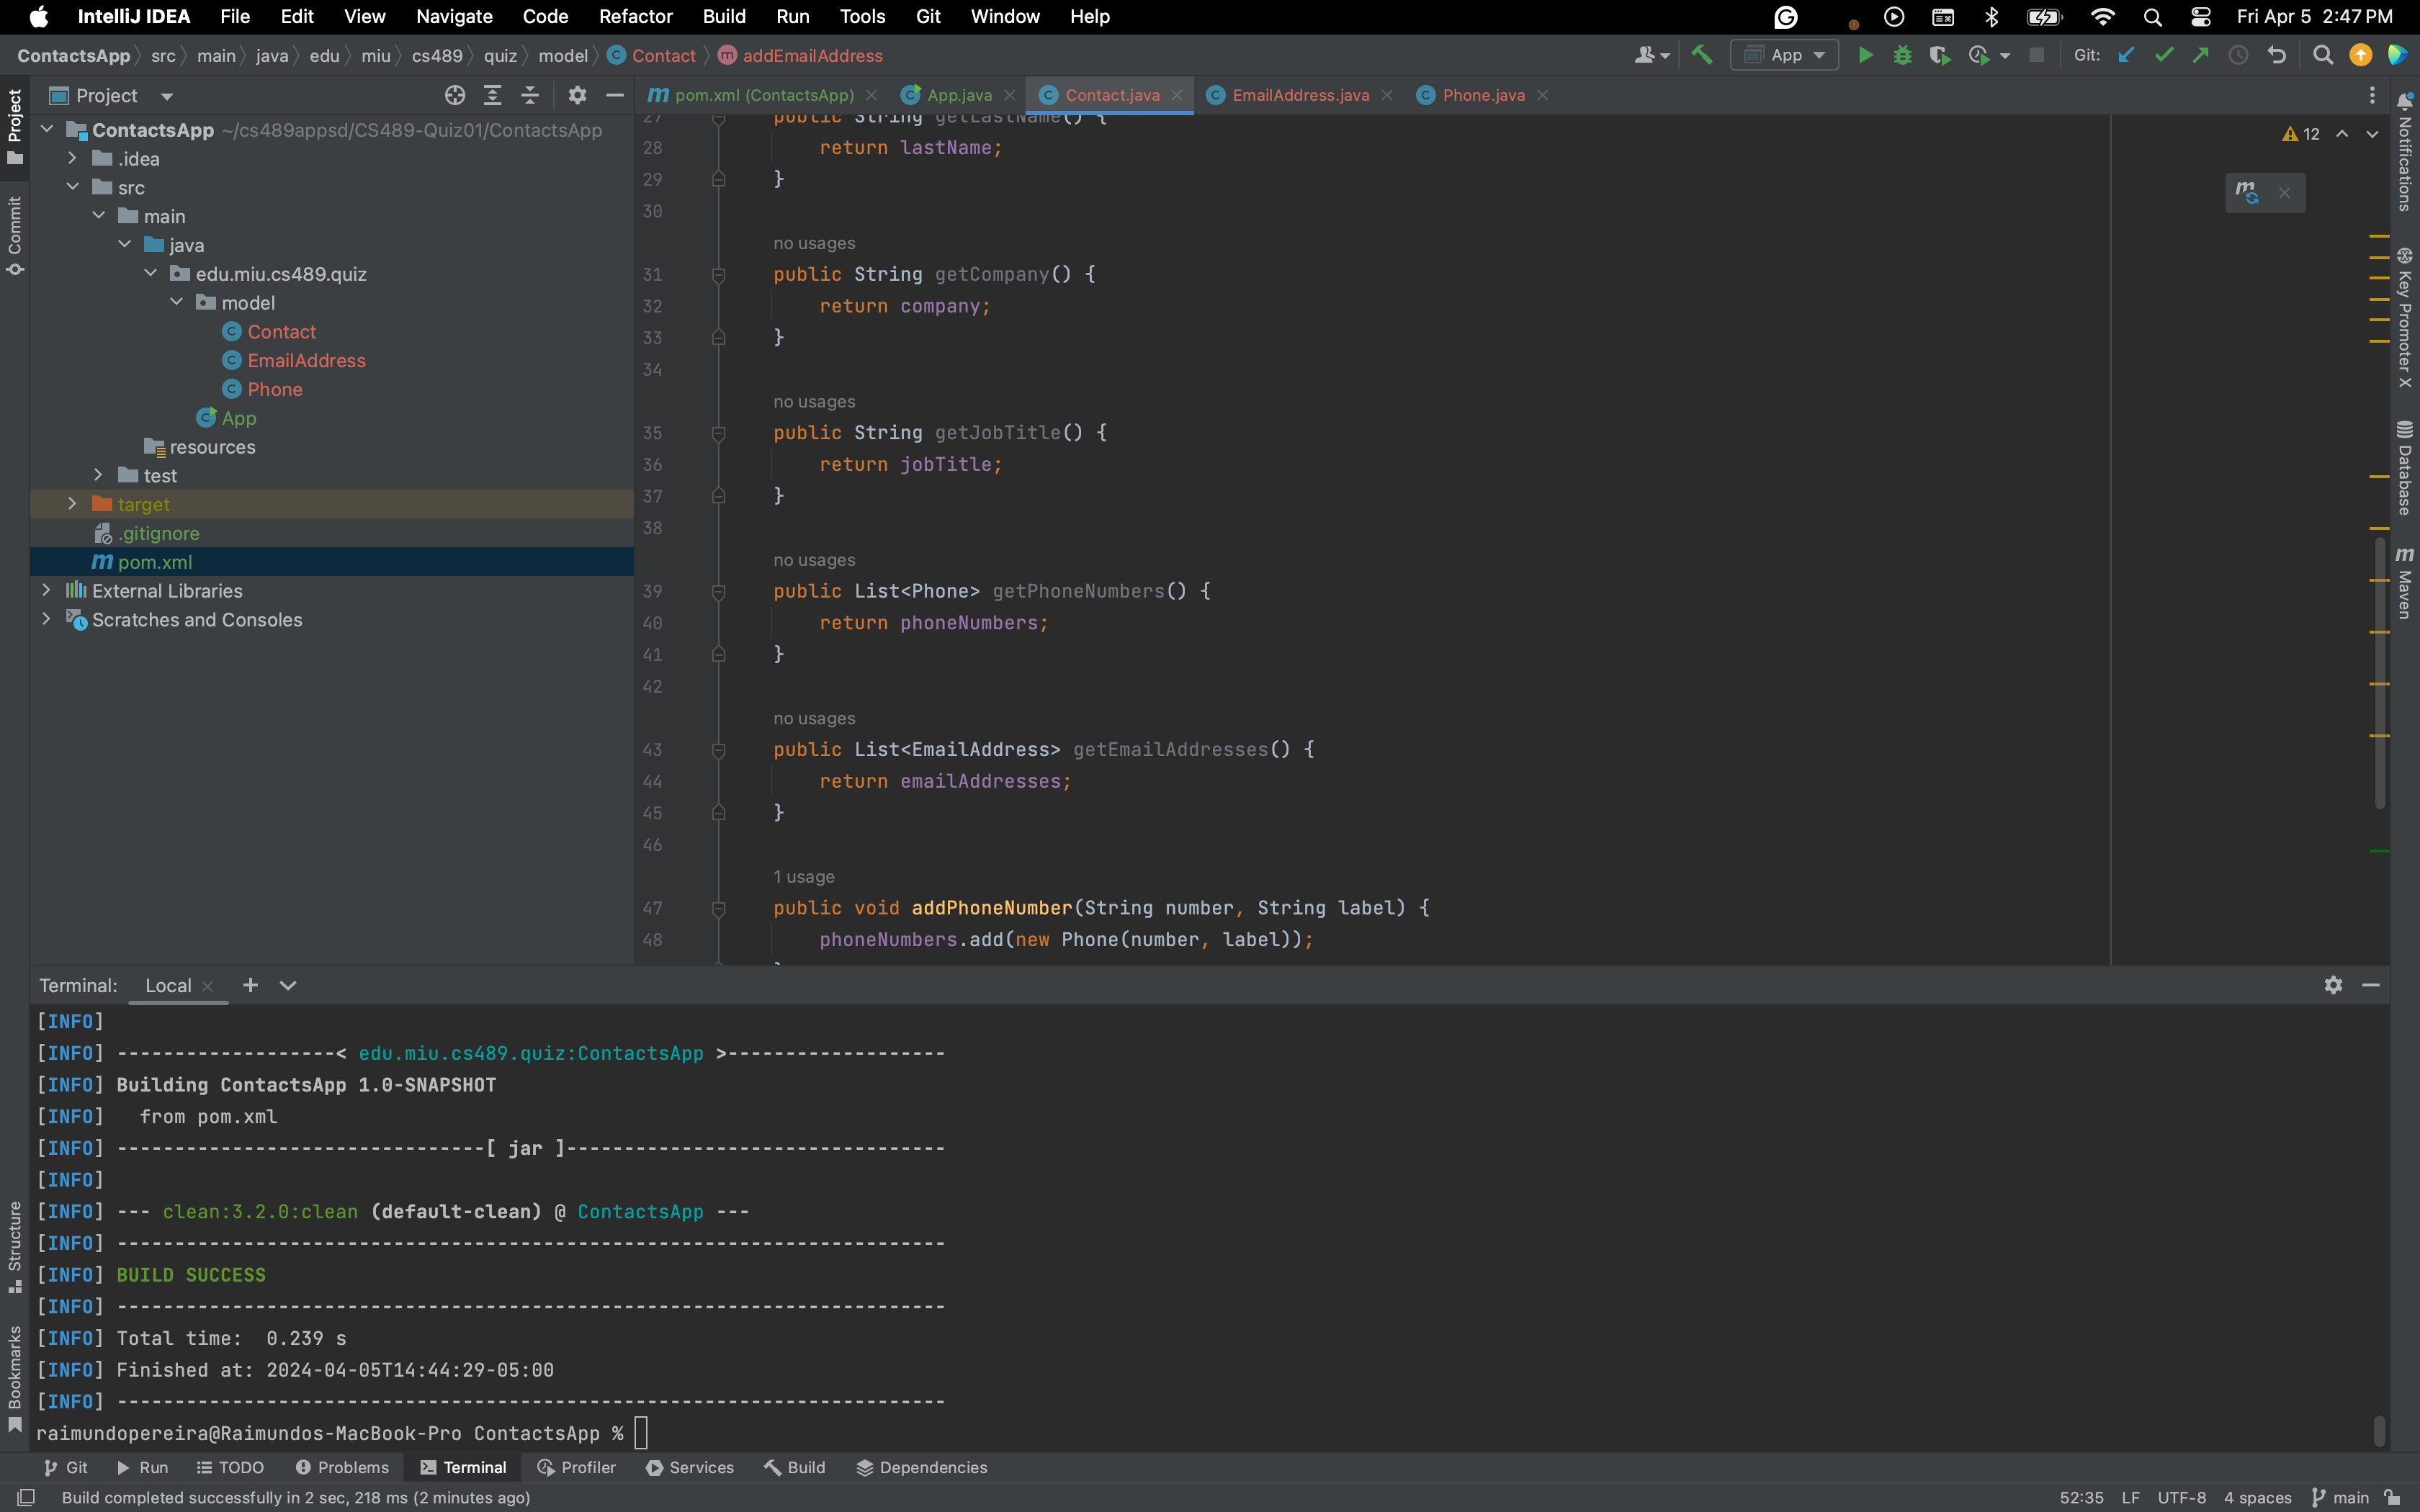 IntelliJ IDEA File Edit View Navigate Code Refactor Build Run Tools Git Window Help Fri Apr 5 2:47 PM
ContactsApp src main java edu miu cs489 quiz model Contact addEmailAddress App Git:
Project
pom.xml (ContactsApp) App.java Contact.java EmailAddress.java Phone.java
ContactsApp ~/cs489appsd/CS489-Quiz01/ContactsApp
.idea
src
main
java
edu.miu.cs489.quiz
model
Contact
EmailAddress
Phone
App
resources
test
target
.gitignore
pom.xml
External Libraries
Scratches and Consoles
Project
Commit
Structure
Bookmarks
12
27 public String getLastName() {
28 return lastName;
29 }
30
no usages
31 public String getCompany() {
32 return company;
33 }
34
no usages
35 public String getJobTitle() {
36 return jobTitle;
37 }
38
no usages
39 public List<Phone> getPhoneNumbers() {
40 return phoneNumbers;
41 }
42
no usages
43 public List<EmailAddress> getEmailAddresses() {
44 return emailAddresses;
45 }
46
1 usage
47 public void addPhoneNumber(String number, String label) {
48 phoneNumbers.add(new Phone(number, label));
Notifications
Key Promoter X
Database
Maven
Terminal: Local
[INFO]
[INFO] -------------------< edu.miu.cs489.quiz:ContactsApp >-------------------
[INFO] Building ContactsApp 1.0-SNAPSHOT
[INFO]   from pom.xml
[INFO] --------------------------------[ jar ]---------------------------------
[INFO]
[INFO] --- clean:3.2.0:clean (default-clean) @ ContactsApp ---
[INFO] ------------------------------------------------------------------------
[INFO] BUILD SUCCESS
[INFO] ------------------------------------------------------------------------
[INFO] Total time:  0.239 s
[INFO] Finished at: 2024-04-05T14:44:29-05:00
[INFO] ------------------------------------------------------------------------
raimundopereira@Raimundos-MacBook-Pro ContactsApp %
Git Run TODO Problems Terminal Profiler Services Build Dependencies
Build completed successfully in 2 sec, 218 ms (2 minutes ago) 52:35 LF UTF-8 4 spaces main